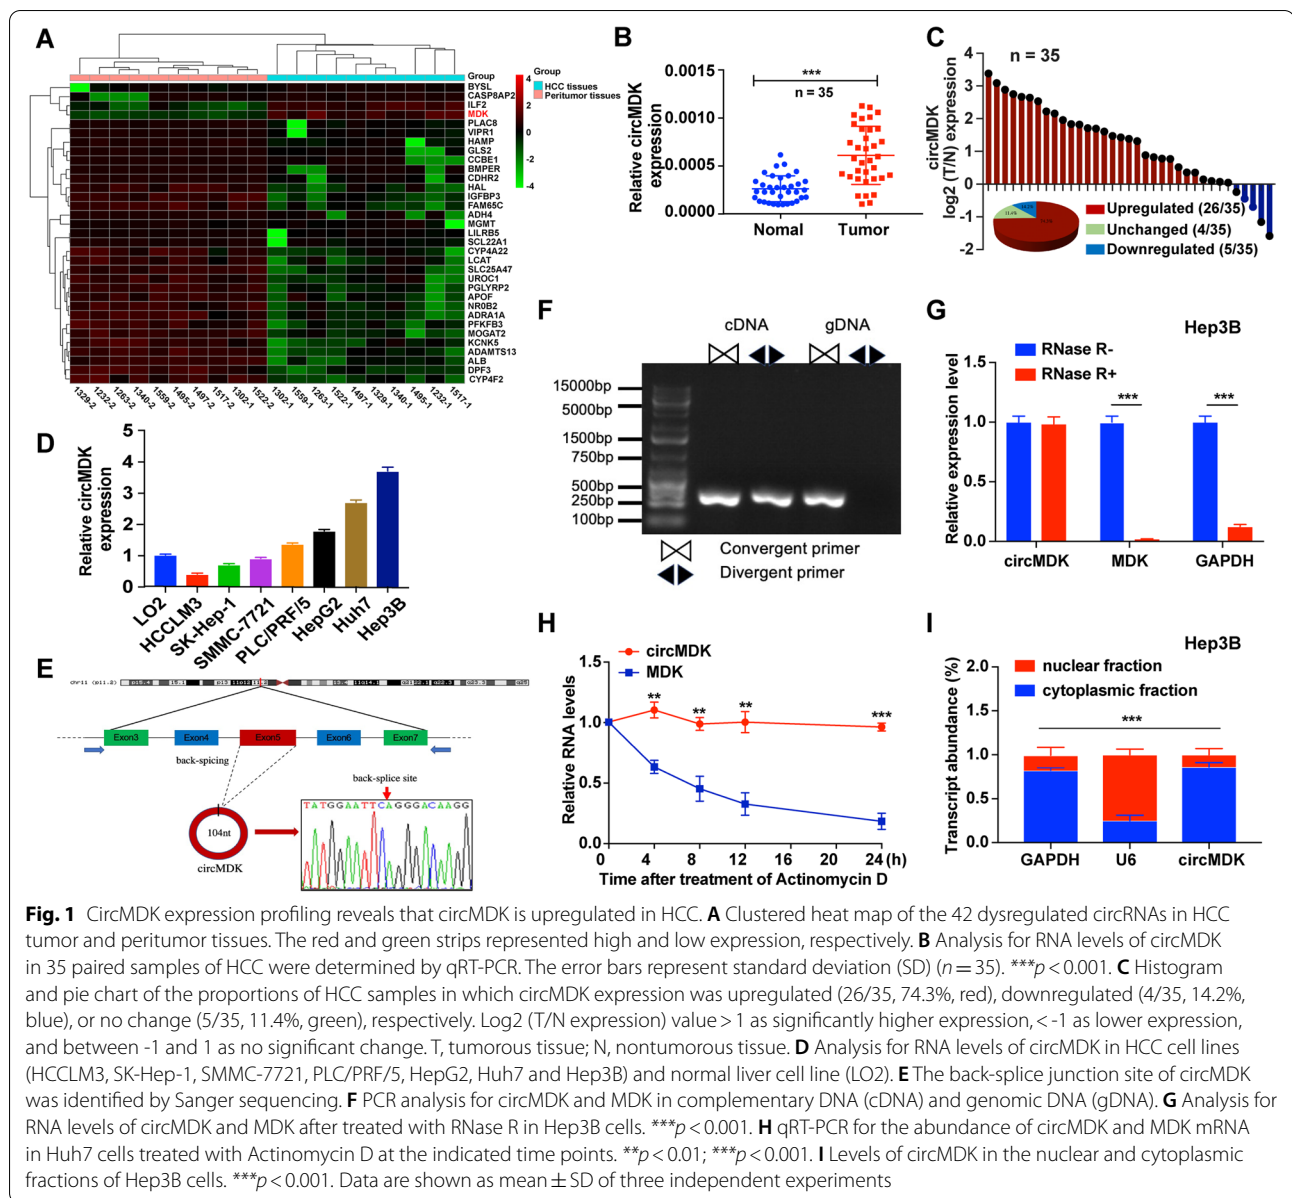 A
Group
BYSL
CASP8AP2
ILF2
MDK
PLAC8
VIPR1
HAMP
GLS2
CCBE1
BMPER
CDHR2
HAL
IGFBP3
FAM65C
ADH4
MGMT
LILRB5
SCL22A1
CYP4A22
LCAT
SLC25A47
UROC1
PGLYRP2
APOF
NR0B2
ADRA1A
PFKFB3
MOGAT2
KCNK5
ADAMTS13
ALB
DPF3
CYP4F2
Group
HCC tissues
Peritumor tissues
4
2
0
-2
-4
1329-2
1232-2
1263-2
1340-2
1559-2
1495-2
1497-2
1517-2
1302-2
1522-2
1302-1
1559-1
1263-1
1522-1
1497-1
1329-1
1340-1
1495-1
1232-1
1517-1
B
Relative circMDK
expression
0.0015
0.0010
0.0005
0.0000
***
n = 35
Nomal
Tumor
C
n = 35
circMDK
log2 (T/N) expression
4
3
2
1
0
-1
-2
11.4%
Upregulated (26/35)
Unchanged (4/35)
Downregulated (5/35)
D
Relative circMDK
expression
5
4
3
2
1
0
LO2
HCCLM3
SK-Hep-1
SMMC-7721
PLC/PRF/5
HepG2
Huh7
Hep3B
E
chr11 (p11.2)
Exon3
Exon4
Exon5
Exon6
Exon7
back-spicing
104nt
circMDK
back-splice site
TATGGAATTCAGGGACAAGG
F
cDNA
gDNA
15000bp
5000bp
1500bp
750bp
500bp
250bp
100bp
Convergent primer
Divergent primer
G
Hep3B
RNase R-
RNase R+
Relative expression level
1.5
1.0
0.5
0.0
***
***
circMDK
MDK
GAPDH
H
circMDK
MDK
Relative RNA levels
1.5
1.0
0.5
0.0
**
**
**
***
0
4
8
12
16
20
24(h)
Time after treatment of Actinomycin D
I
Hep3B
nuclear fraction
cytoplasmic fraction
Transcript abundance (%)
2.0
1.5
1.0
0.5
0.0
***
GAPDH
U6
circMDK
Fig. 1 CircMDK expression profiling reveals that circMDK is upregulated in HCC. A Clustered heat map of the 42 dysregulated circRNAs in HCC
tumor and peritumor tissues. The red and green strips represented high and low expression, respectively. B Analysis for RNA levels of circMDK
in 35 paired samples of HCC were determined by qRT-PCR. The error bars represent standard deviation (SD) (n = 35). ***p < 0.001. C Histogram
and pie chart of the proportions of HCC samples in which circMDK expression was upregulated (26/35, 74.3%, red), downregulated (4/35, 14.2%,
blue), or no change (5/35, 11.4%, green), respectively. Log2 (T/N expression) value > 1 as significantly higher expression, < -1 as lower expression,
and between -1 and 1 as no significant change. T, tumorous tissue; N, nontumorous tissue. D Analysis for RNA levels of circMDK in HCC cell lines
(HCCLM3, SK-Hep-1, SMMC-7721, PLC/PRF/5, HepG2, Huh7 and Hep3B) and normal liver cell line (LO2). E The back-splice junction site of circMDK
was identified by Sanger sequencing. F PCR analysis for circMDK and MDK in complementary DNA (cDNA) and genomic DNA (gDNA). G Analysis for
RNA levels of circMDK and MDK after treated with RNase R in Hep3B cells. ***p < 0.001. H qRT-PCR for the abundance of circMDK and MDK mRNA
in Huh7 cells treated with Actinomycin D at the indicated time points. **p < 0.01; ***p < 0.001. I Levels of circMDK in the nuclear and cytoplasmic
fractions of Hep3B cells. ***p < 0.001. Data are shown as mean ± SD of three independent experiments